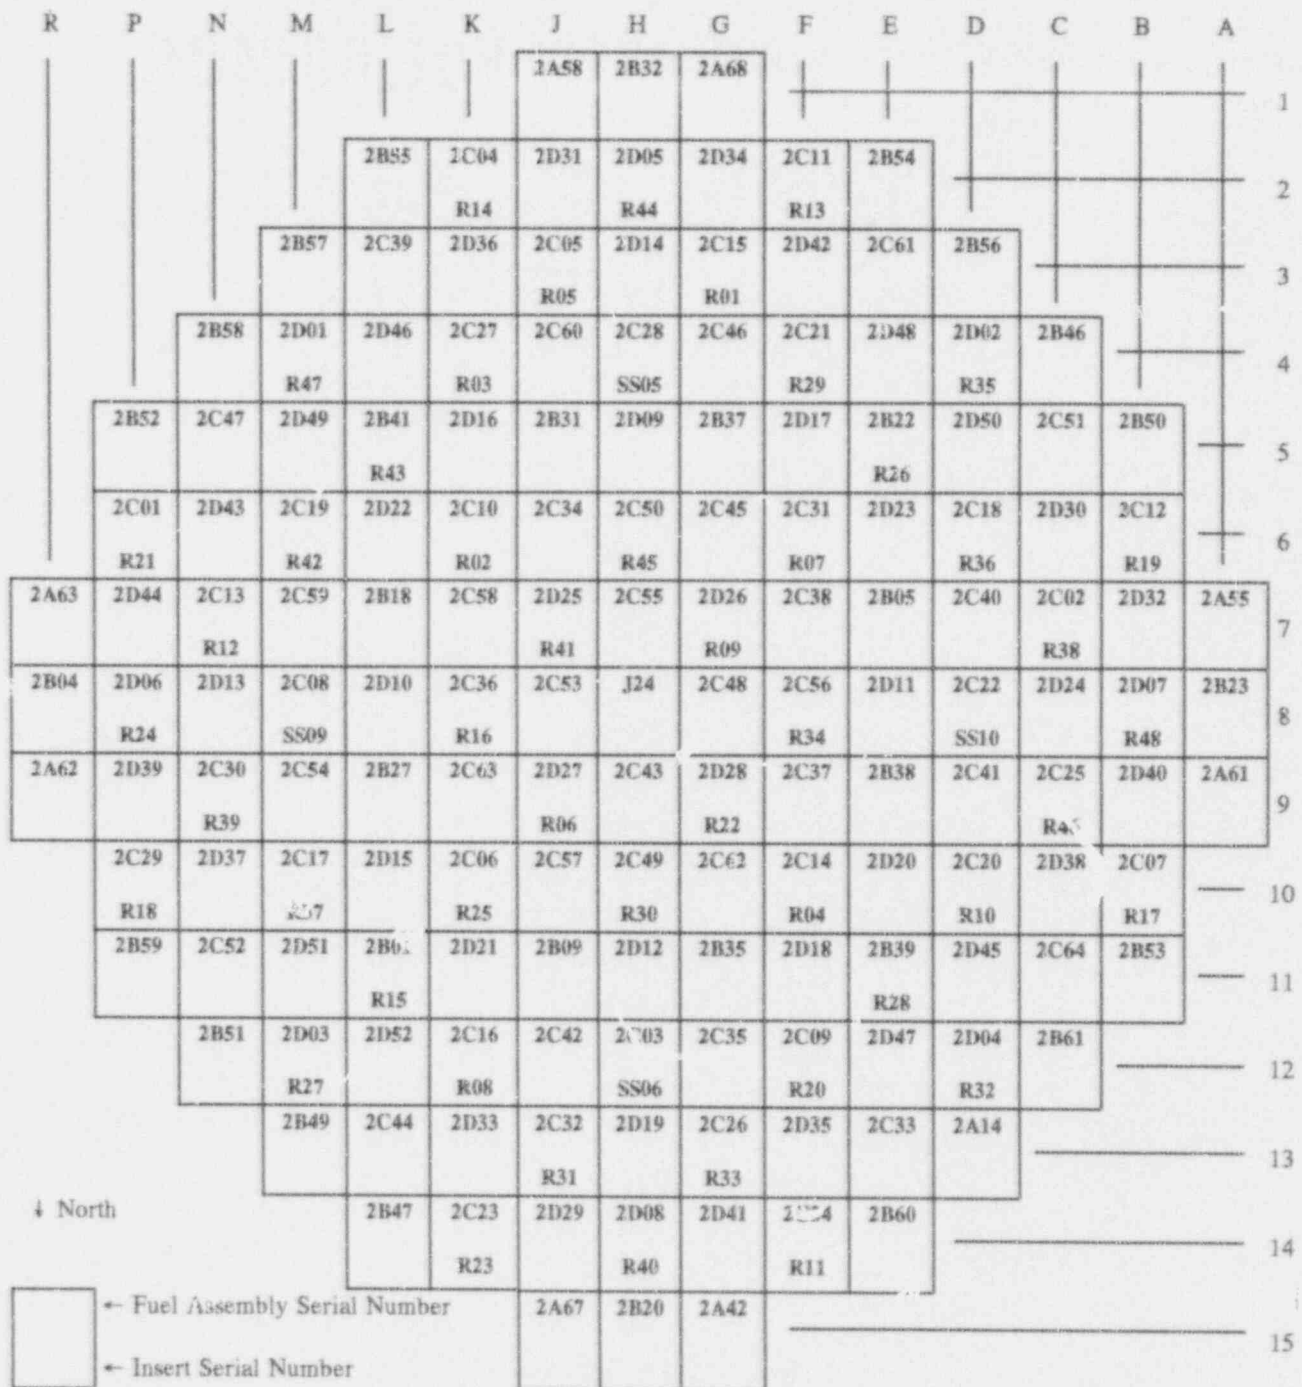 R P N M L K J H G F E D C B A
2A58 2B32 2A68
1
2B55 2C04 2D31 2D05 2D34 2C11 2B54
2
R14 R44 R13
2B57 2C39 2D36 2C05 2D14 2C15 2D42 2C61 2B56
3
R05 R01
2B58 2D01 2D46 2C27 2C60 2C28 2C46 2C21 2D48 2D02 2B46
4
R47 R03 SS05 R29 R35
2B52 2C47 2D49 2B41 2D16 2B31 2D09 2B37 2D17 2B22 2D50 2C51 2B50
5
R43 R26
2C01 2D43 2C19 2D22 2C10 2C34 2C50 2C45 2C31 2D23 2C18 2D30 2C12
6
R21 R42 R02 R45 R07 R36 R19
2A63 2D44 2C13 2C59 2B18 2C58 2D25 2C55 2D26 2C38 2B05 2C40 2C02 2D32 2A55
7
R12 R41 R09 R38
2B04 2D06 2D13 2C08 2D10 2C36 2C53 J24 2C48 2C56 2D11 2C22 2D24 2D07 2B23
8
R24 SS09 R16 R34 SS10 R48
2A62 2D39 2C30 2C54 2B27 2C63 2D27 2C43 2D28 2C37 2B38 2C41 2C25 2D40 2A61
9
R39 R06 R22
2C29 2D37 2C17 2D15 2C06 2C57 2C49 2C62 2C14 2D20 2C20 2D38 2C07
10
R18 R25 R30 R04 R10 R17
2B59 2C52 2D51 2D21 2B09 2D12 2B35 2D18 2B39 2D45 2C64 2B53
11
R15 R28
2B51 2D03 2D52 2C16 2C42 2C03 2C35 2C09 2D47 2D04 2B61
12
R27 R08 SS06 R20 R32
2B49 2C44 2D33 2C32 2D19 2C26 2D35 2C33 2A14
13
R31 R33
↓ North
2B47 2C23 2D29 2D08 2D41 2B60
14
R23 R40 R11
← Fuel Assembly Serial Number
2A67 2B20 2A42
15
← Insert Serial Number